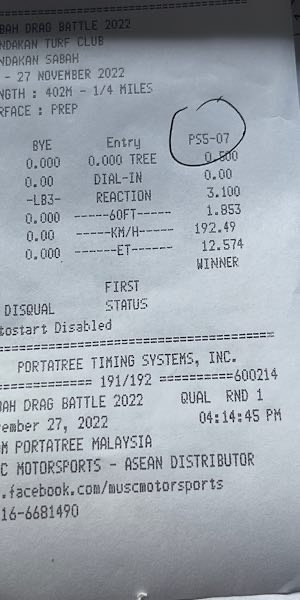 BAH DRAG BATTLE 2022
NDAKAN TURF CLUB
NDAKAN SABAH
- 27 NOVEMBER 2022
NGTH : 402M - 1/4 MILES
RFACE : PREP
BYE Entry PS5-07
0.000 0.000 TREE 0.500
0.00 DIAL-IN 0.00
-LB3- REACTION 3.100
0.000 ------60FT----- 1.853
0.00 ------KM/H----- 192.49
0.000 -------ET------ 12.574
WINNER
FIRST
DISQUAL STATUS
tostart Disabled
PORTATREE TIMING SYSTEMS, INC.
========= 191/192 ==========600214
BAH DRAG BATTLE 2022 QUAL RND 1
ember 27, 2022 04:14:45 PM
M PORTATREE MALAYSIA
C MOTORSPORTS - ASEAN DISTRIBUTOR
.facebook.com/muscmotorsports
16-6681490